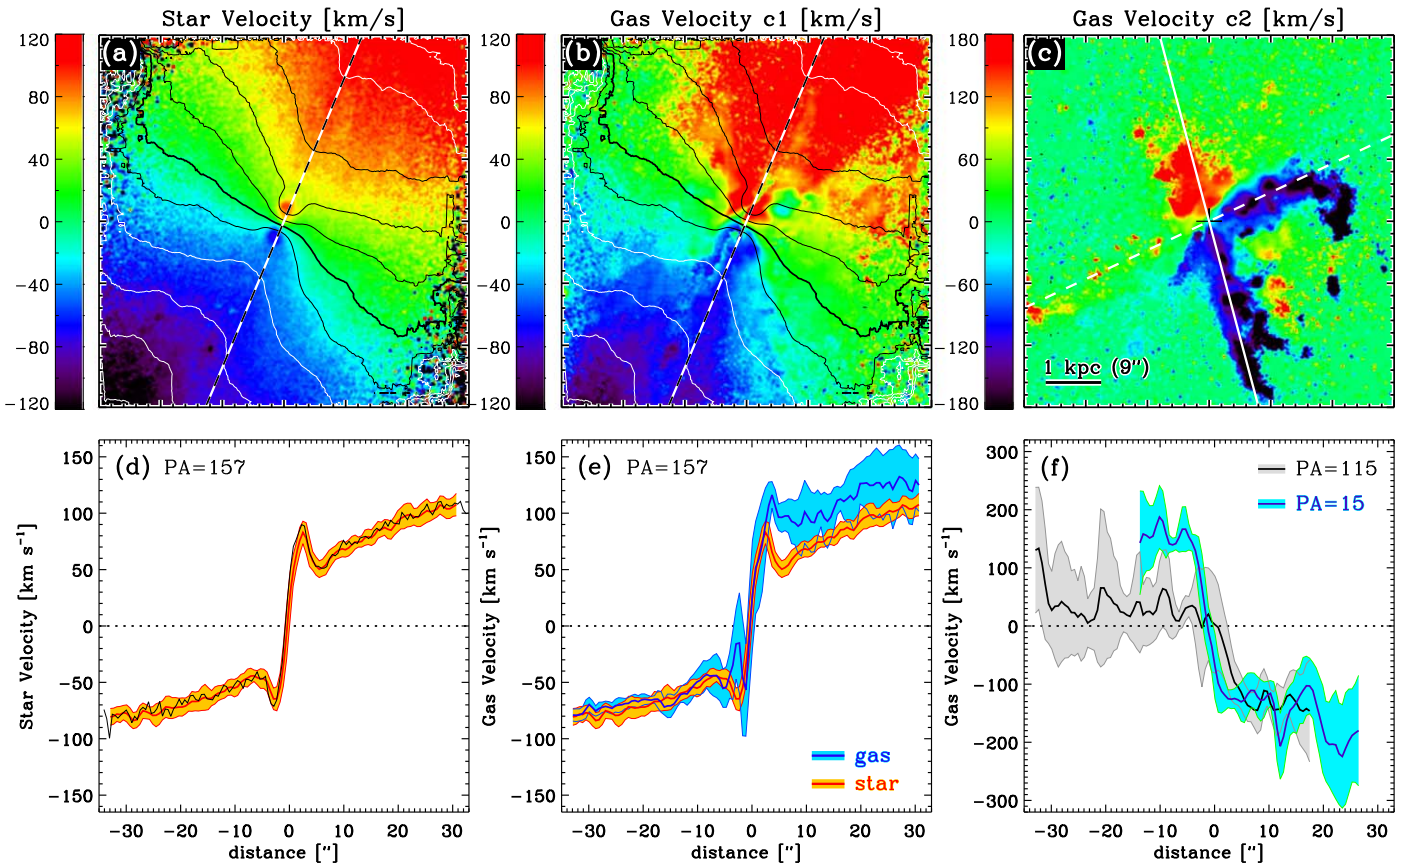 Star Velocity [km/s]
Gas Velocity c1 [km/s]
Gas Velocity c2 [km/s]
(a)
(b)
(c)
120
80
40
0
−40
−80
−120
120
80
40
0
−40
−80
−120
180
120
60
0
−60
−120
−180
1 kpc (9″)
(d) PA=157
(e) PA=157
(f)
PA=115
PA=15
gas
star
Star Velocity [km s⁻¹]
150
100
50
0
−50
−100
−150
Gas Velocity [km s⁻¹]
150
100
50
0
−50
−100
−150
Gas Velocity [km s⁻¹]
300
200
100
0
−100
−200
−300
−30 −20 −10 0 10 20 30
−30 −20 −10 0 10 20 30
−30 −20 −10 0 10 20 30
distance [″]
distance [″]
distance [″]